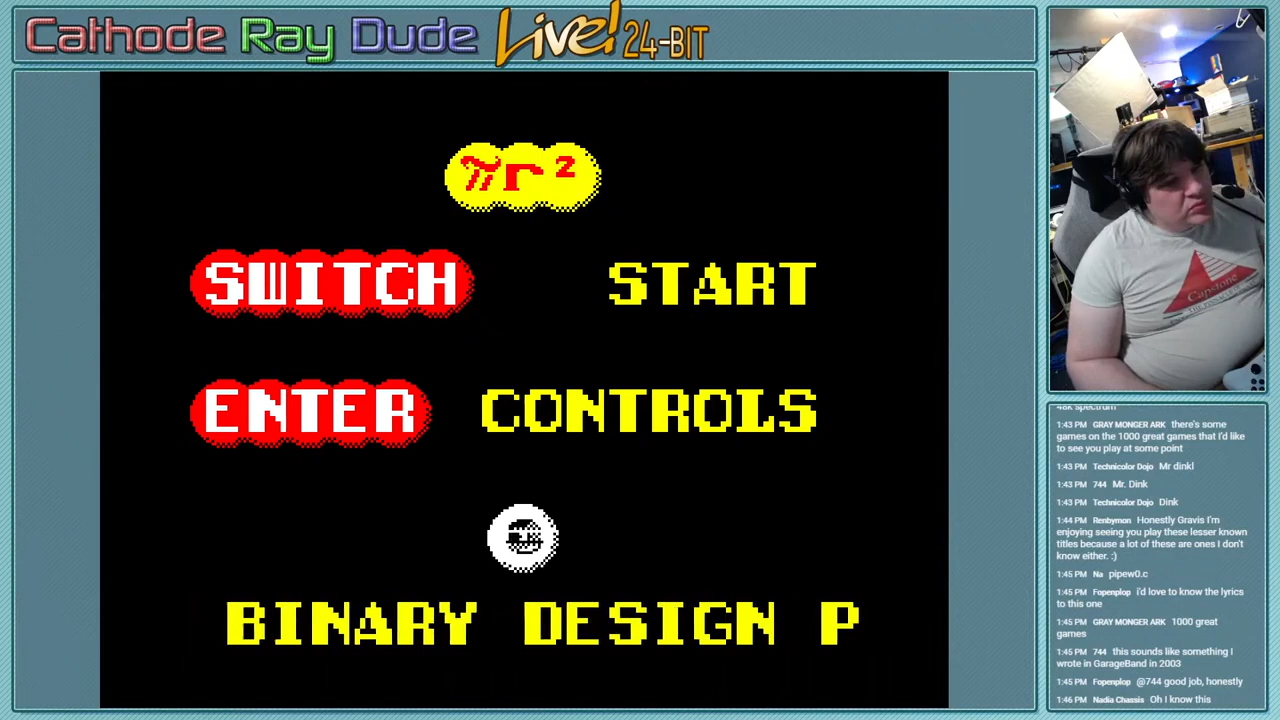 Cathode Ray Dude Live! 24-BIT
πr²
SWITCH START
ENTER CONTROLS
BINARY DESIGN P
Capstone
48k spectrum
1:43 PM GRAY MONGER ARK there's some
games on the 1000 great games that I'd like
to see you play at some point
1:43 PM Technicolor Dojo Mr dinkl
1:43 PM 744 Mr. Dink
1:43 PM Technicolor Dojo Dink
1:44 PM Renbymon Honestly Gravis I'm
enjoying seeing you play these lesser known
titles because a lot of these are ones I don't
know either. :)
1:45 PM Na pipew0.c
1:45 PM Fopenplop i'd love to know the lyrics
to this one
1:45 PM GRAY MONGER ARK 1000 great
games
1:45 PM 744 this sounds like something I
wrote in GarageBand in 2003
1:45 PM Fopenplop @744 good job, honestly
1:46 PM Nadia Chassis Oh I know this